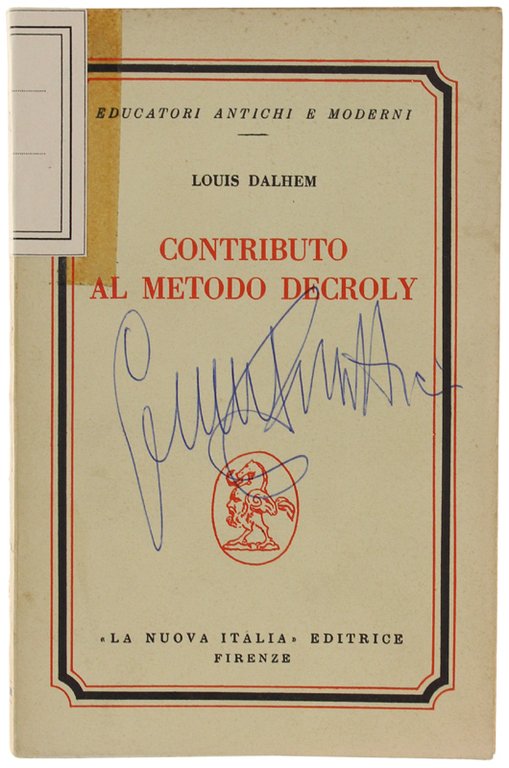 EDUCATORI ANTICHI E MODERNI
LOUIS DALHEM
CONTRIBUTO
AL METODO DECROLY
«LA NUOVA ITALIA» EDITRICE
FIRENZE